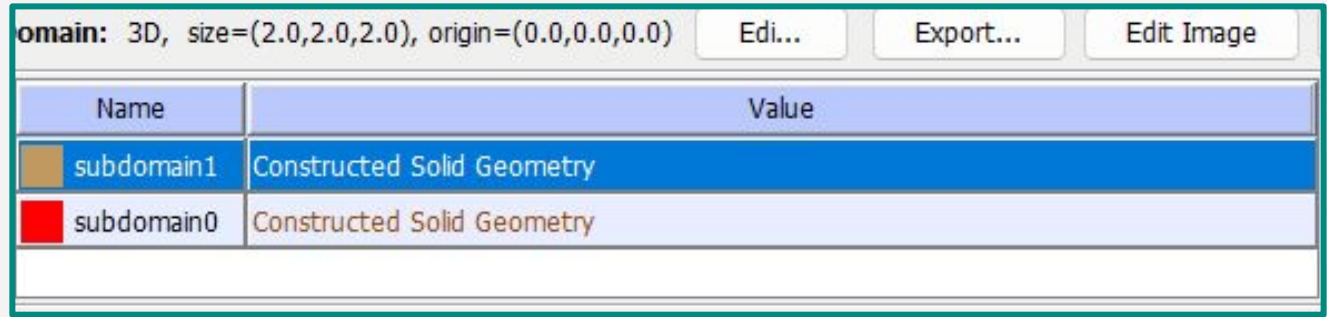 omain: 3D, size=(2.0,2.0,2.0), origin=(0.0,0.0,0.0) Edi... Export... Edit Image
Name Value
subdomain1 Constructed Solid Geometry
subdomain0 Constructed Solid Geometry